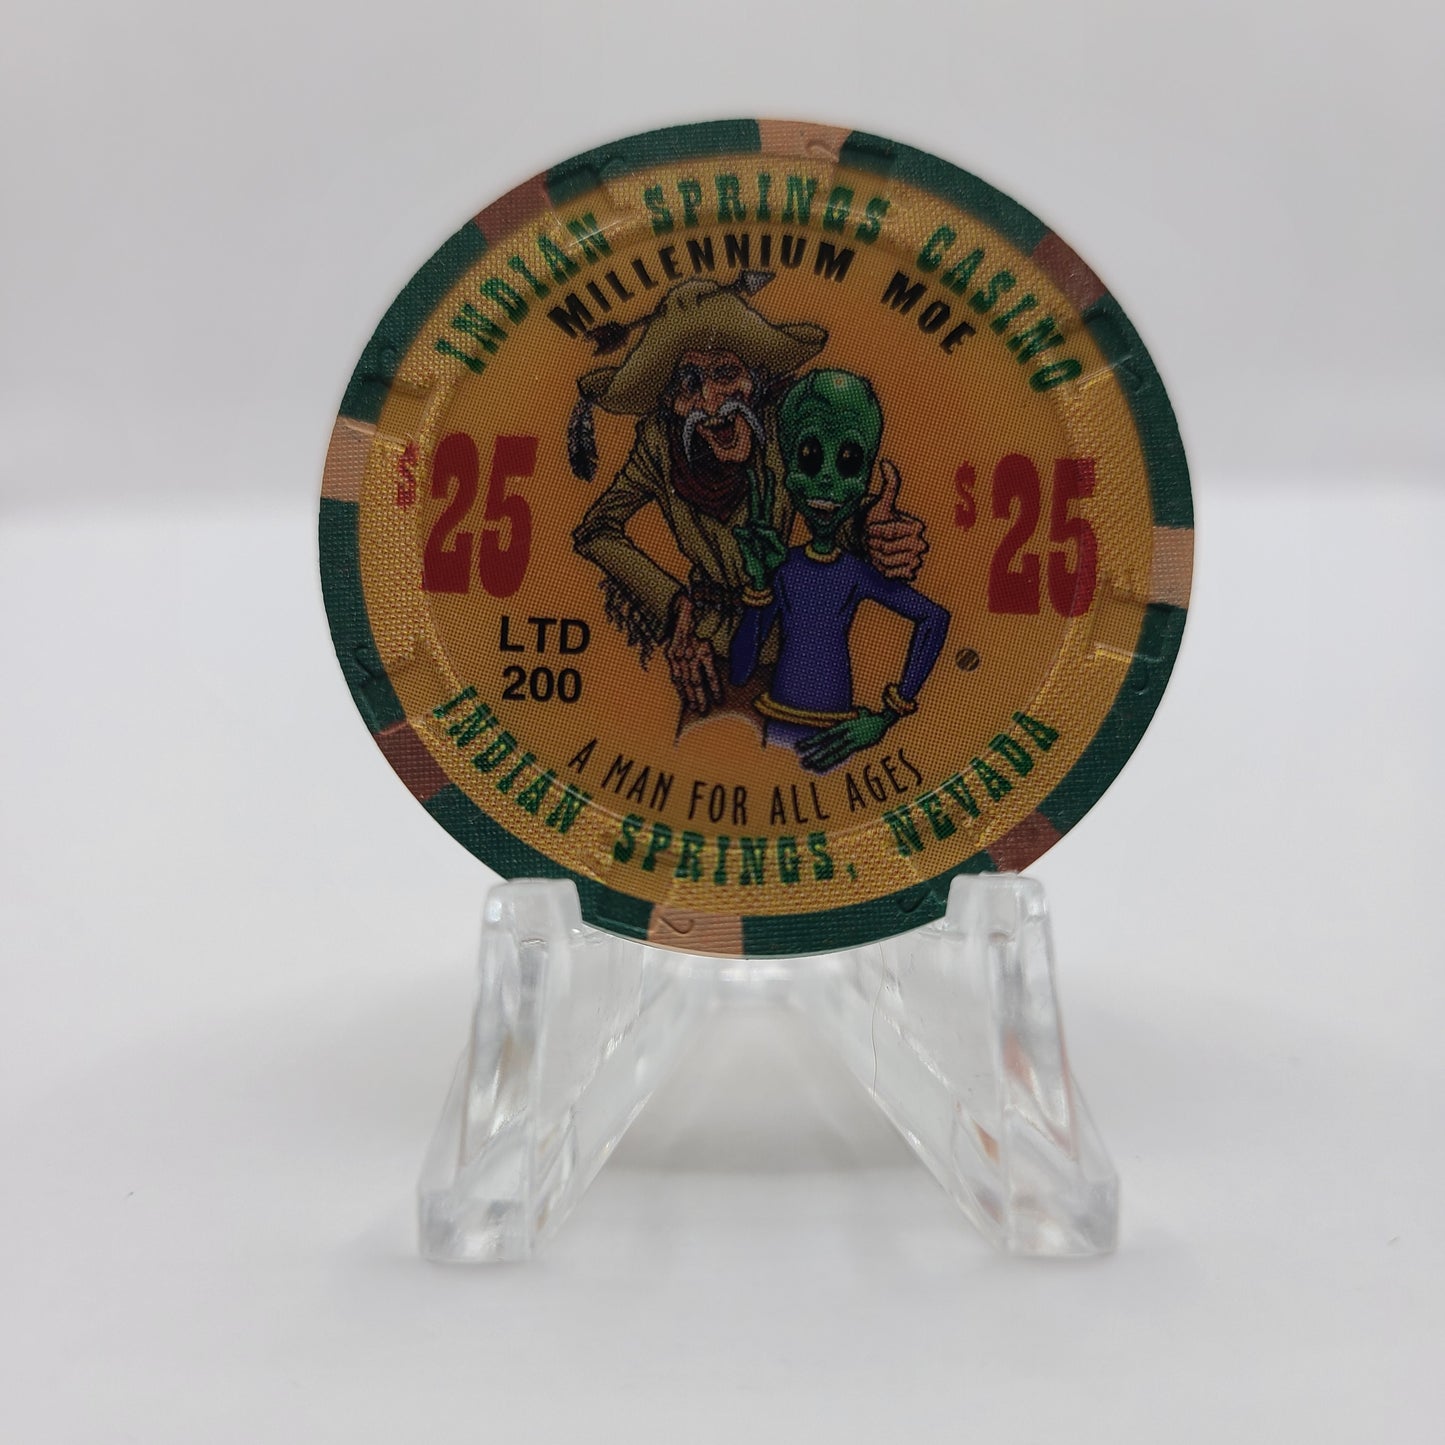 INDIAN SPRINGS CASINO
MILLENNIUM MOE
$25
$25
LTD
200
A MAN FOR ALL AGES
INDIAN SPRINGS, NEVADA